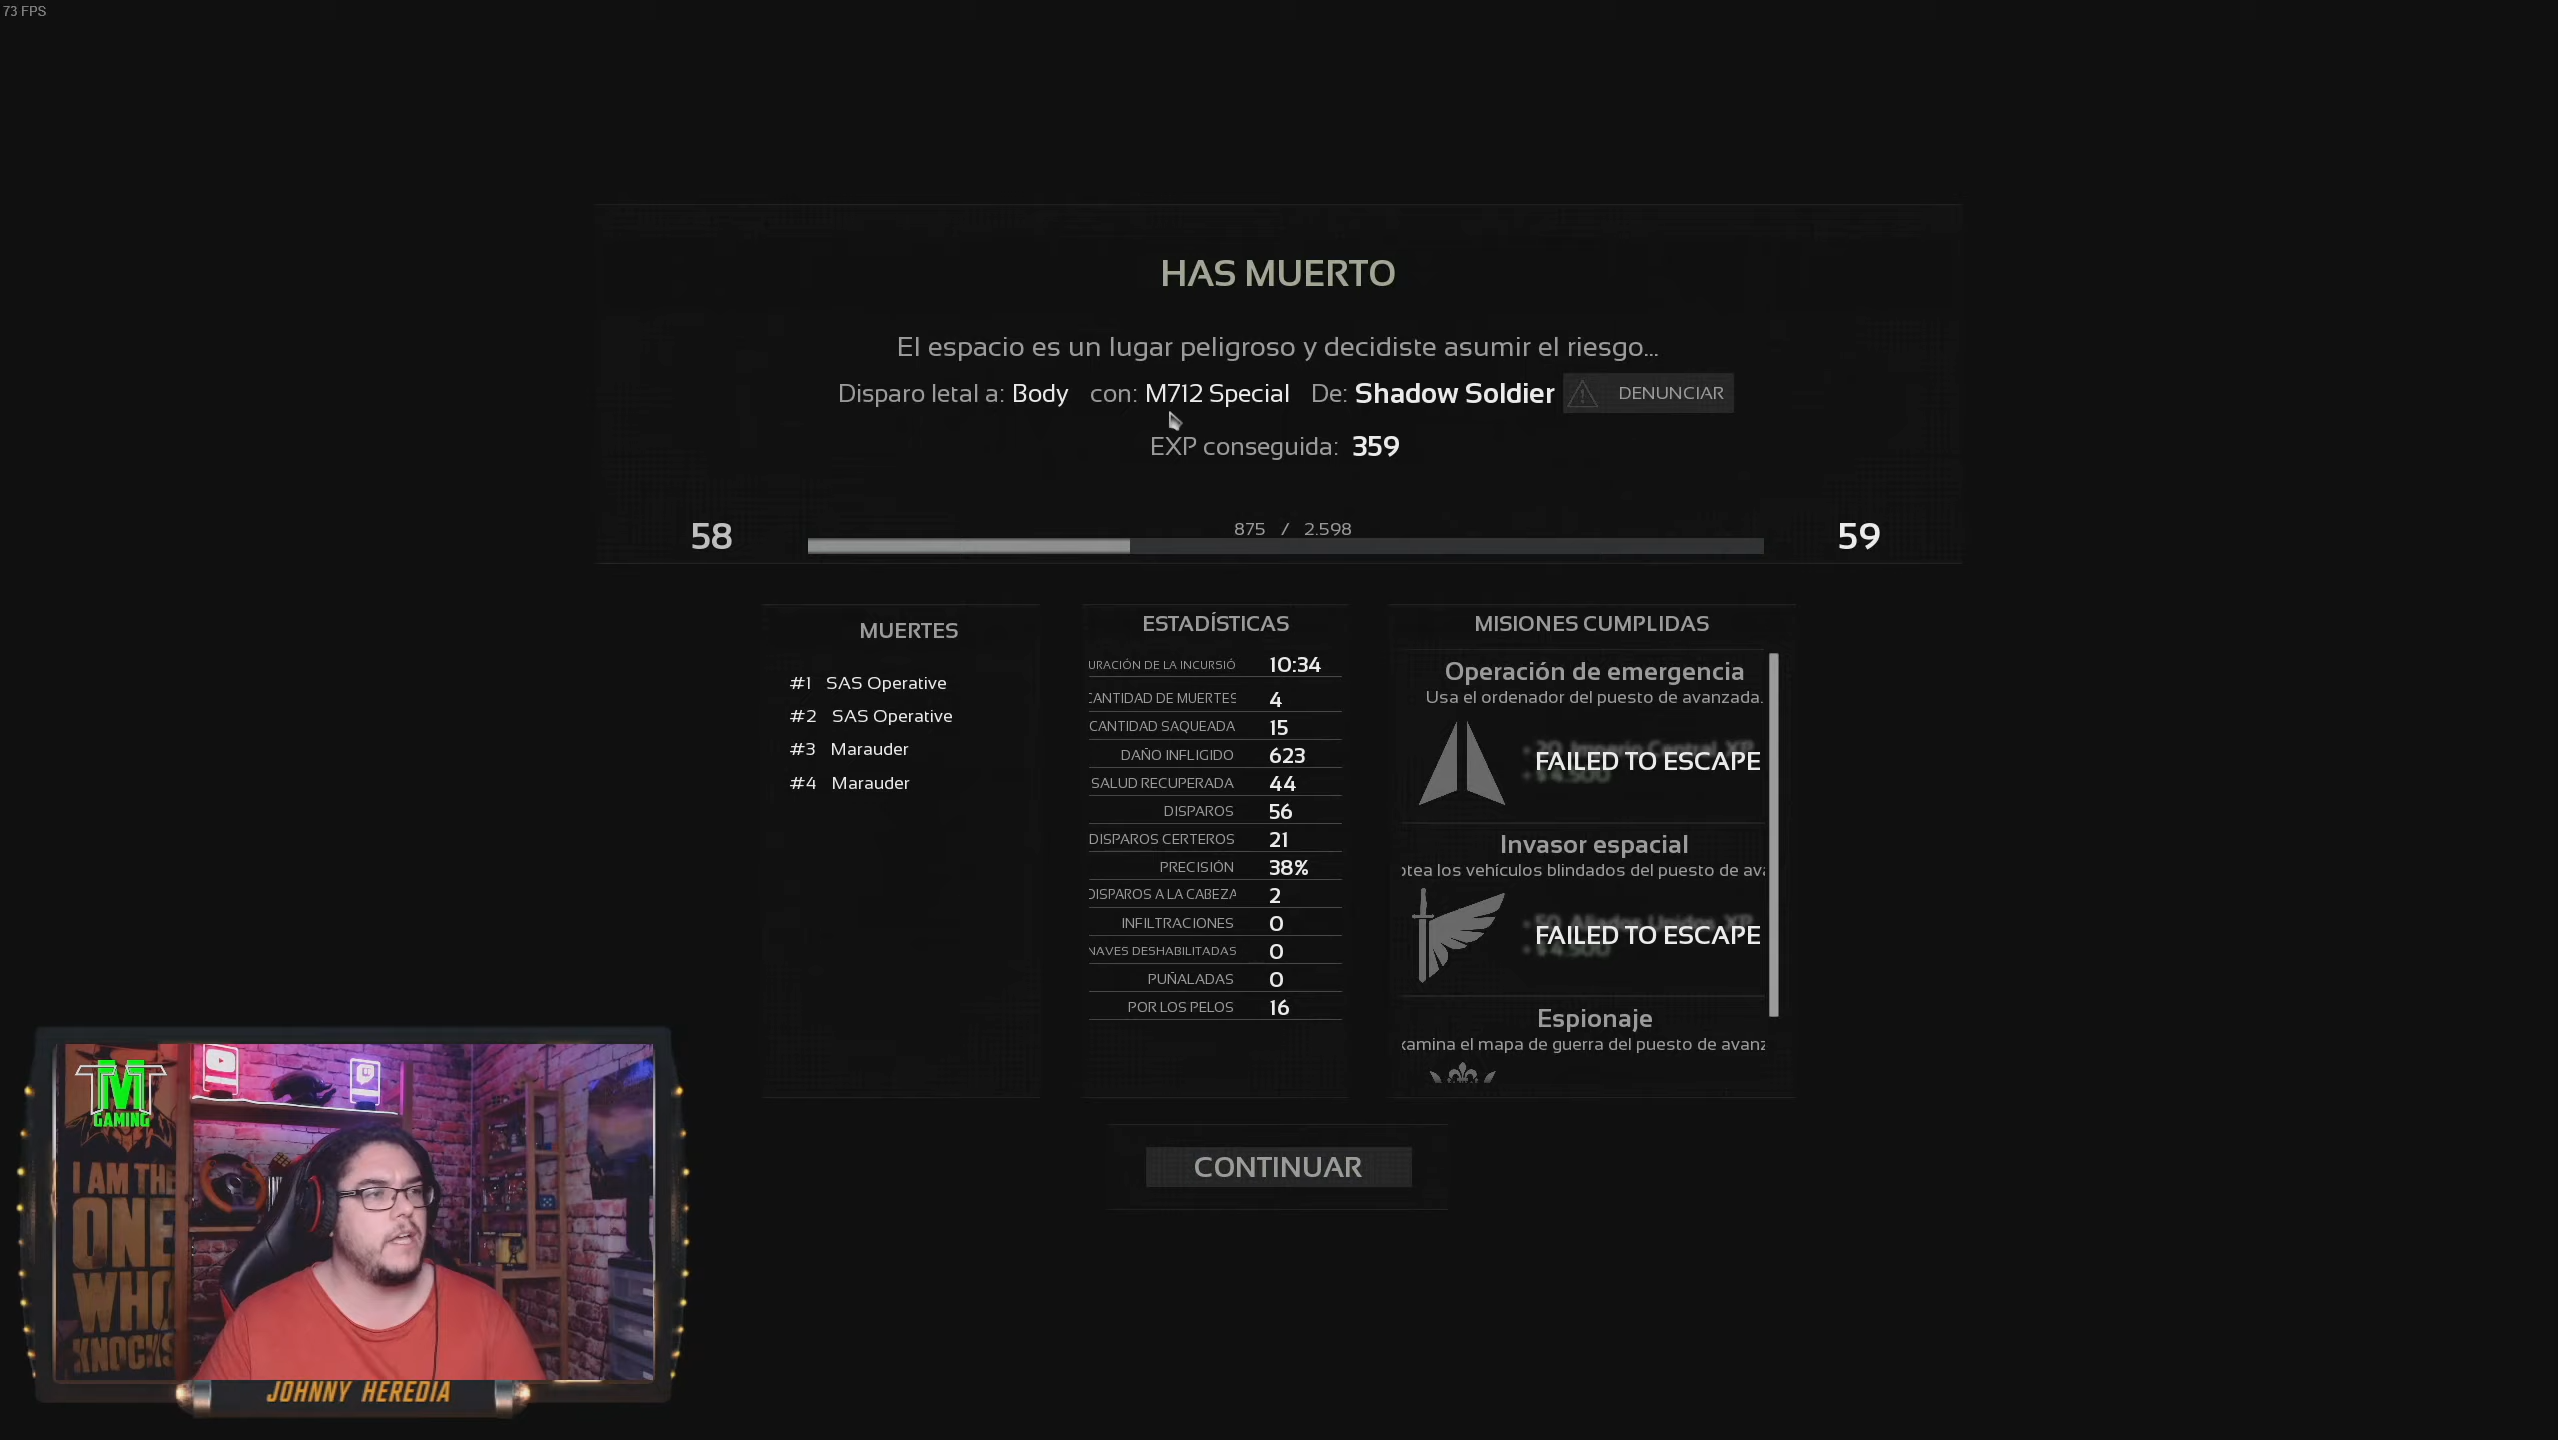 73 FPS
HAS MUERTO
El espacio es un lugar peligroso y decidiste asumir el riesgo...
Disparo letal a: Body con: M712 Special De: Shadow Soldier DENUNCIAR
EXP conseguida: 359
58 875 / 2.598 59
MUERTES
#1 SAS Operative
#2 SAS Operative
#3 Marauder
#4 Marauder
ESTADÍSTICAS
URACIÓN DE LA INCURSIÓ 10:34
CANTIDAD DE MUERTES 4
CANTIDAD SAQUEADA 15
DAÑO INFLIGIDO 623
SALUD RECUPERADA 44
DISPAROS 56
DISPAROS CERTEROS 21
PRECISIÓN 38%
DISPAROS A LA CABEZA 2
INFILTRACIONES 0
NAVES DESHABILITADAS 0
PUÑALADAS 0
POR LOS PELOS 16
MISIONES CUMPLIDAS
Operación de emergencia
Usa el ordenador del puesto de avanzada.
FAILED TO ESCAPE
Invasor espacial
otea los vehículos blindados del puesto de ava
FAILED TO ESCAPE
Espionaje
xamina el mapa de guerra del puesto de avanz
CONTINUAR
TMT
GAMING
I AM THE
ONE
WHO
KNOCKS
JOHNNY HEREDIA